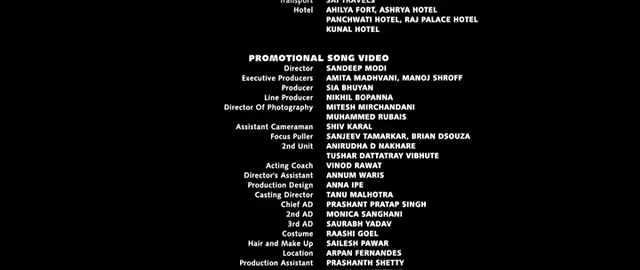 Transport SAI TRAVELS
Hotel AHILYA FORT, ASHRYA HOTEL
PANCHWATI HOTEL, RAJ PALACE HOTEL
KUNAL HOTEL
PROMOTIONAL SONG VIDEO
Director SANDEEP MODI
Executive Producers AMITA MADHVANI, MANOJ SHROFF
Producer SIA BHUYAN
Line Producer NIKHIL BOPANNA
Director Of Photography MITESH MIRCHANDANI
MUHAMMED RUBAIS
Assistant Cameraman SHIV KARAL
Focus Puller SANJEEV TAMARKAR, BRIAN DSOUZA
2nd Unit ANIRUDHA D NAKHARE
TUSHAR DATTATRAY VIBHUTE
Acting Coach VINOD RAWAT
Director's Assistant ANNUM WARIS
Production Design ANNA IPE
Casting Director TANU MALHOTRA
Chief AD PRASHANT PRATAP SINGH
2nd AD MONICA SANGHANI
3rd AD SAURABH YADAV
Costume RAASHI GOEL
Hair and Make Up SAILESH PAWAR
Location ARPAN FERNANDES
Production Assistant PRASHANTH SHETTY